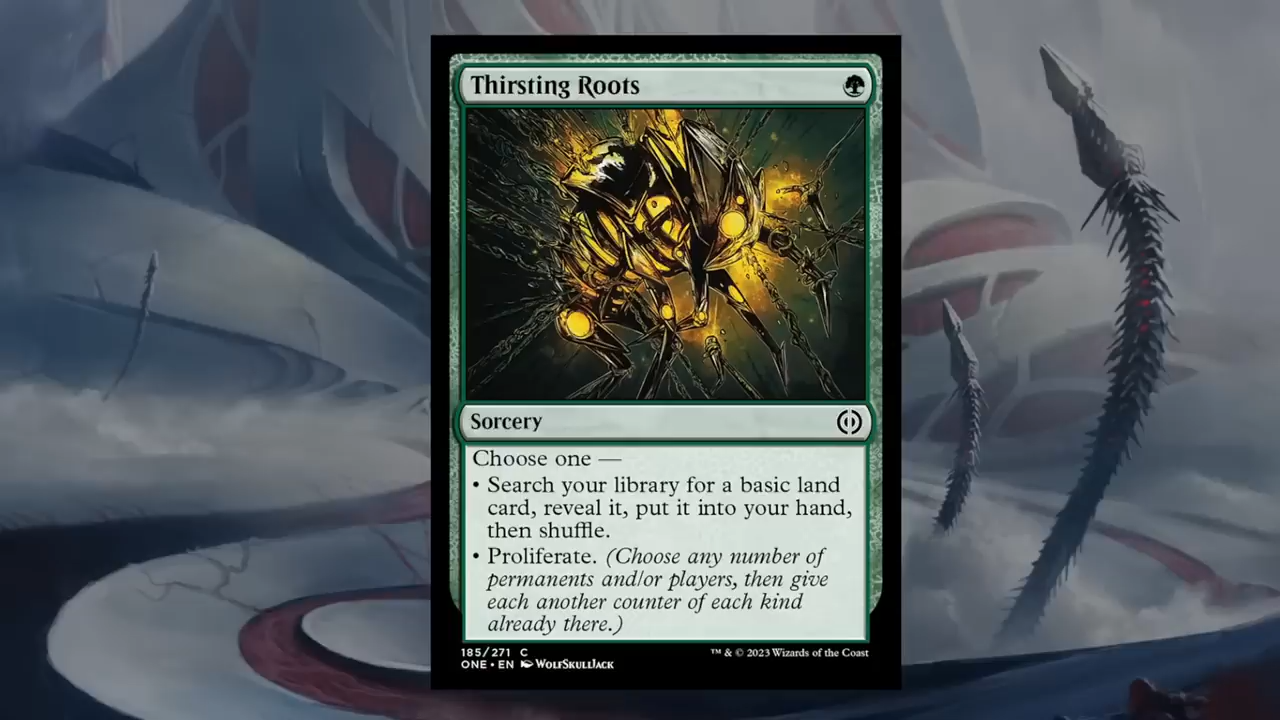 Thirsting Roots
Sorcery
Choose one —
• Search your library for a basic land
card, reveal it, put it into your hand,
then shuffle.
• Proliferate. (Choose any number of
permanents and/or players, then give
each another counter of each kind
already there.)
185/271 C
ONE • EN WolfSkullJack
™ & © 2023 Wizards of the Coast